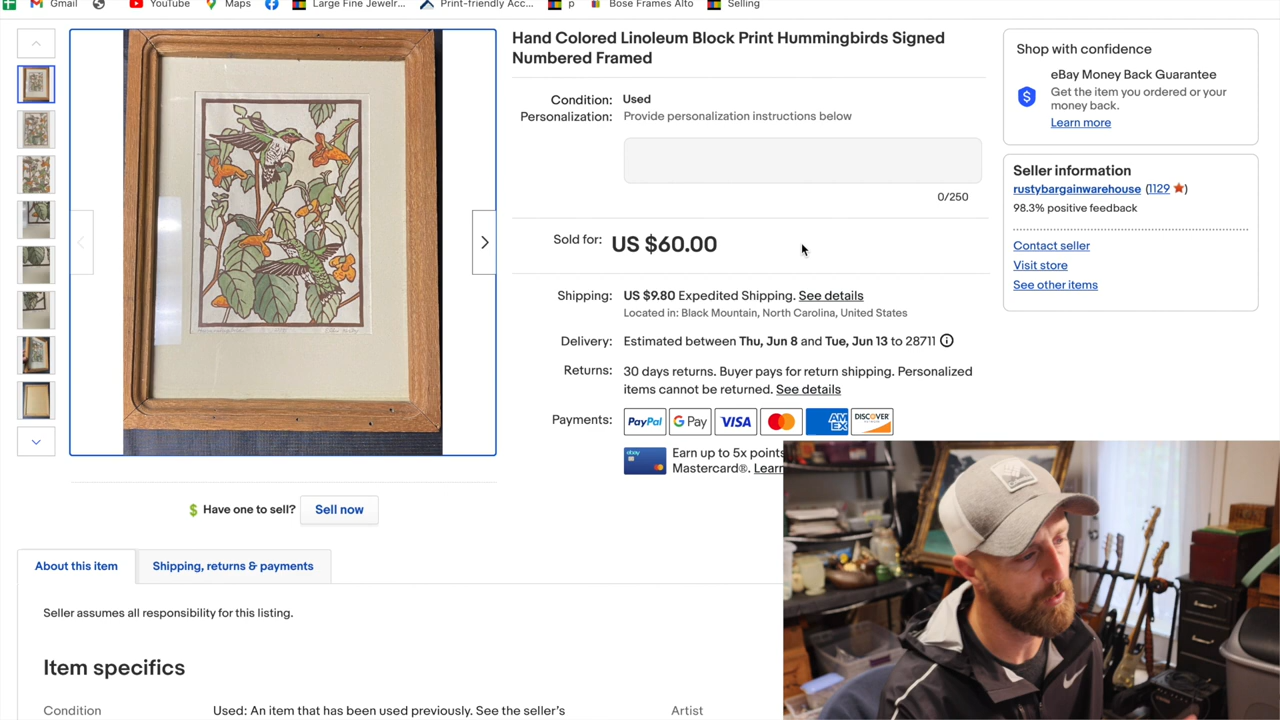 Gmail
YouTube
Maps
Large Fine Jewelr...
Print-friendly Acc...
p
Bose Frames Alto
Selling
Hand Colored Linoleum Block Print Hummingbirds Signed
Numbered Framed
Condition: Used
Personalization: Provide personalization instructions below
0/250
Sold for: US $60.00
Shipping: US $9.80 Expedited Shipping. See details
Located in: Black Mountain, North Carolina, United States
Delivery: Estimated between Thu, Jun 8 and Tue, Jun 13 to 28711
Returns: 30 days returns. Buyer pays for return shipping. Personalized
items cannot be returned. See details
Payments: PayPal G Pay VISA mastercard AM EX DISCOVER
ebay Earn up to 5x points
Mastercard®. Learn
Shop with confidence
eBay Money Back Guarantee
Get the item you ordered or your
money back.
Learn more
Seller information
rustybargainwarehouse (1129)
98.3% positive feedback
Contact seller
Visit store
See other items
Have one to sell? Sell now
About this item
Shipping, returns & payments
Seller assumes all responsibility for this listing.
Item specifics
Condition Used: An item that has been used previously. See the seller's Artist